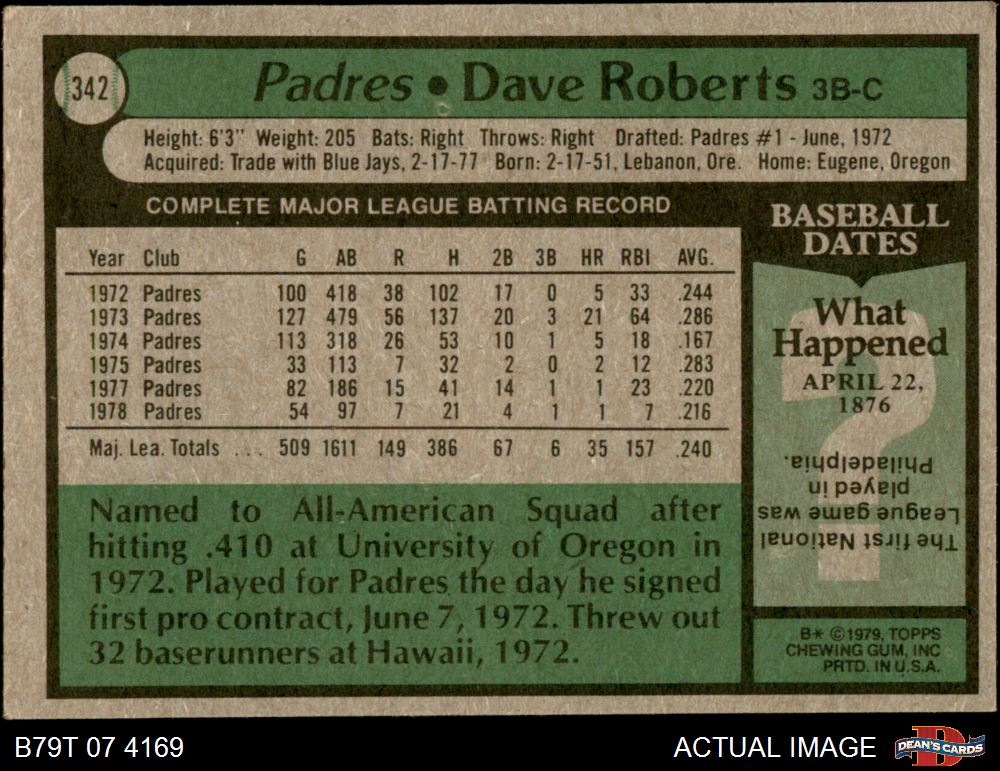 342
Padres • Dave Roberts 3B-C
Height: 6'3" Weight: 205 Bats: Right Throws: Right Drafted: Padres #1 - June, 1972
Acquired: Trade with Blue Jays, 2-17-77 Born: 2-17-51, Lebanon, Ore. Home: Eugene, Oregon
COMPLETE MAJOR LEAGUE BATTING RECORD
Year Club G AB R H 2B 3B HR RBI AVG.
1972 Padres 100 418 38 102 17 0 5 33 .244
1973 Padres 127 479 56 137 20 3 21 64 .286
1974 Padres 113 318 26 53 10 1 5 18 .167
1975 Padres 33 113 7 32 2 0 2 12 .283
1977 Padres 82 186 15 41 14 1 1 23 .220
1978 Padres 54 97 7 21 4 1 1 7 .216
Maj. Lea. Totals ... 509 1611 149 386 67 6 35 157 .240
Named to All-American Squad after
hitting .410 at University of Oregon in
1972. Played for Padres the day he signed
first pro contract, June 7, 1972. Threw out
32 baserunners at Hawaii, 1972.
BASEBALL
DATES
What
Happened
APRIL 22,
1876
The first National
League game was
played in
Philadelphia.
B* ©1979, TOPPS
CHEWING GUM, INC
PRTD. IN U.S.A.
B79T 07 4169
ACTUAL IMAGE
DEAN'S CARDS